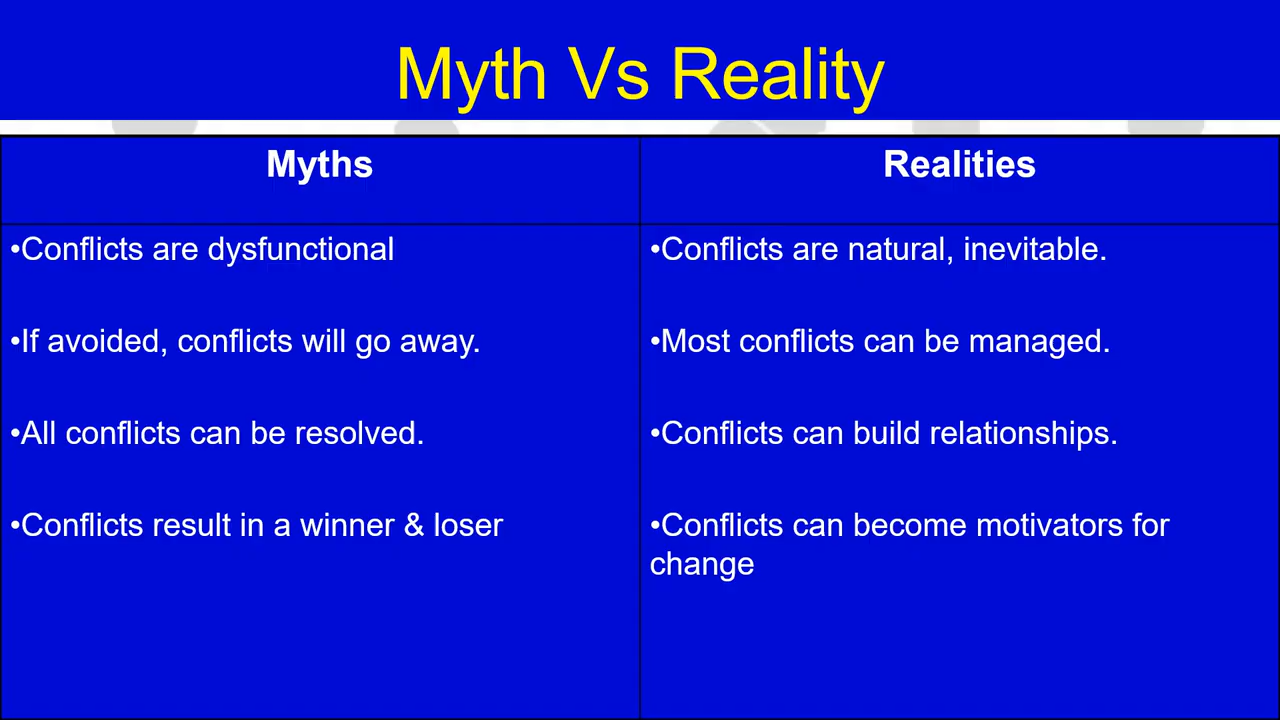 Myth Vs Reality
Myths
Realities
•Conflicts are dysfunctional
•If avoided, conflicts will go away.
•All conflicts can be resolved.
•Conflicts result in a winner & loser
•Conflicts are natural, inevitable.
•Most conflicts can be managed.
•Conflicts can build relationships.
•Conflicts can become motivators for
change